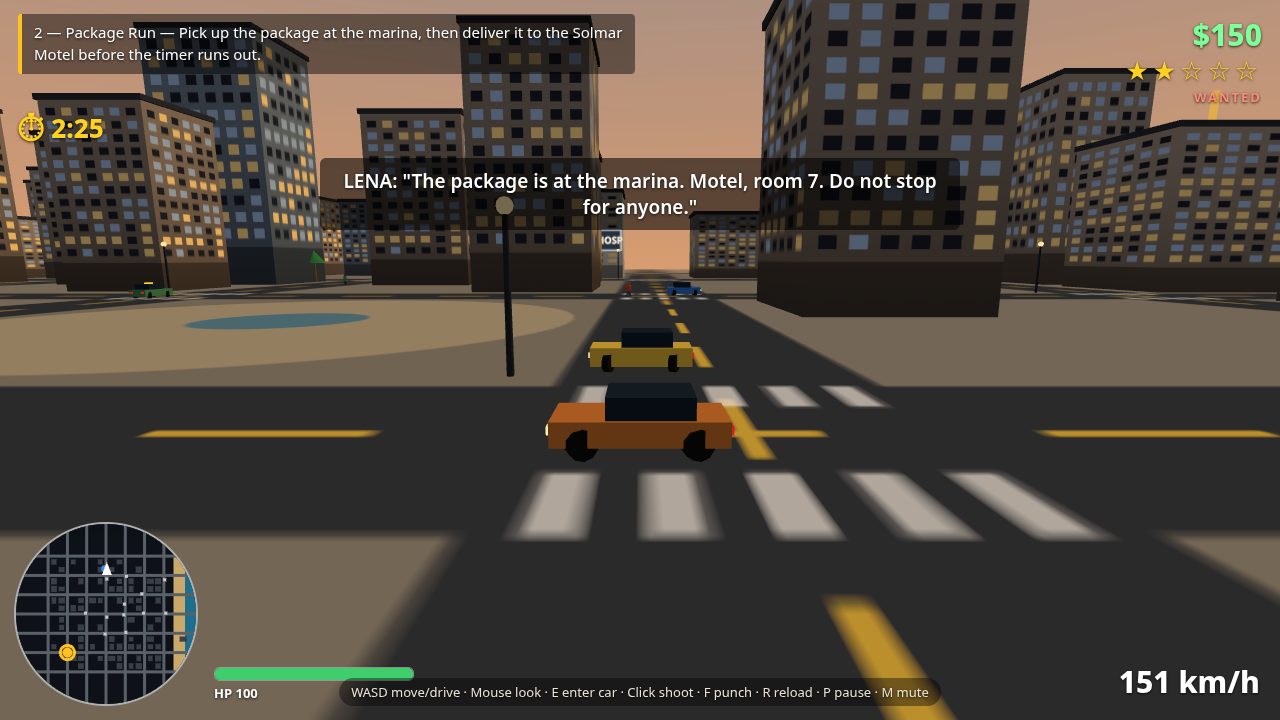 2 — Package Run — Pick up the package at the marina, then deliver it to the Solmar
Motel before the timer runs out.
$150
WANTED
2:25
LENA: "The package is at the marina. Motel, room 7. Do not stop
for anyone."
HOSP
HP 100
WASD move/drive · Mouse look · E enter car · Click shoot · F punch · R reload · P pause · M mute
151 km/h